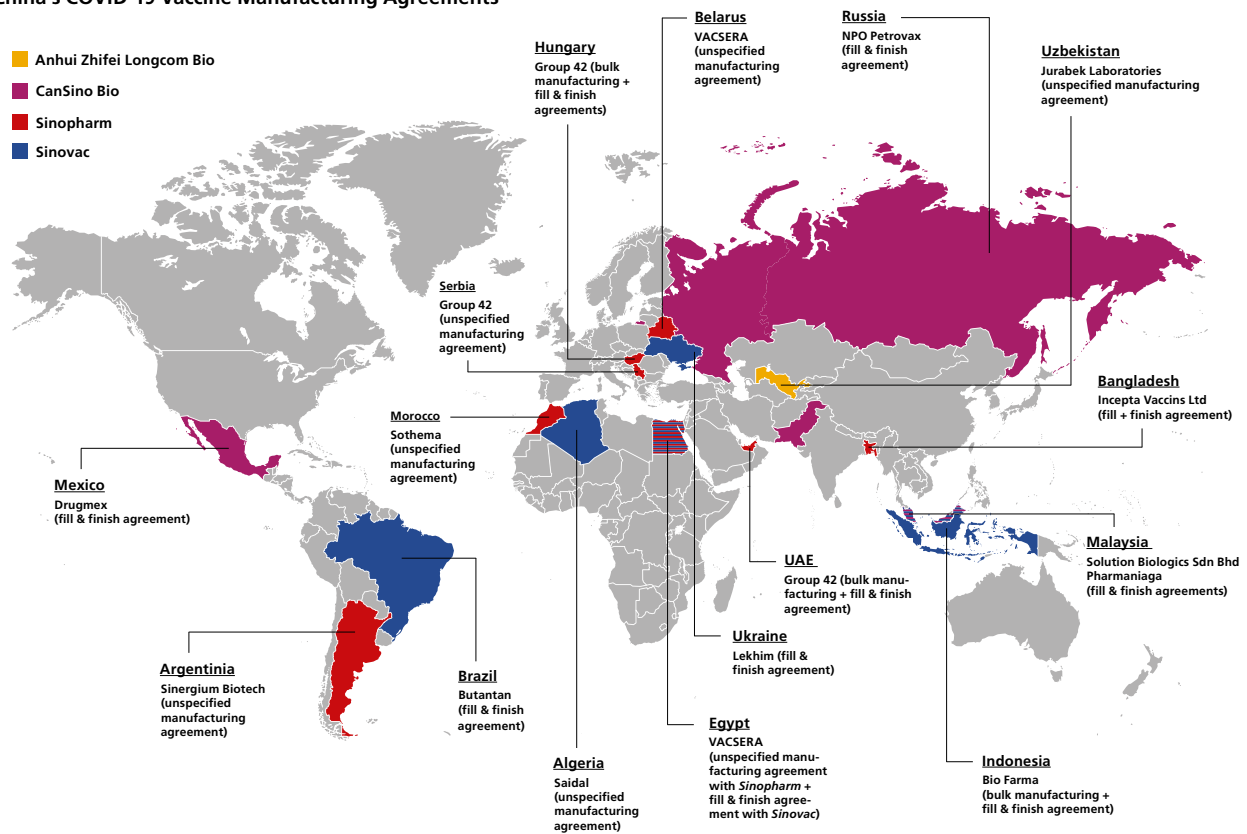 China's COVID-19 Vaccine Manufacturing Agreements
Anhui Zhifei Longcom Bio
CanSino Bio
Sinopharm
Sinovac
Hungary
Group 42 (bulk
manufacturing +
fill & finish
agreements)
Belarus
VACSERA
(unspecified
manufacturing
agreement)
Russia
NPO Petrovax
(fill & finish
agreement)
Uzbekistan
Jurabek Laboratories
(unspecified manufacturing
agreement)
Serbia
Group 42
(unspecified
manufacturing
agreement)
Bangladesh
Incepta Vaccins Ltd
(fill + finish agreement)
Morocco
Sothema
(unspecified
manufacturing
agreement)
Mexico
Drugmex
(fill & finish agreement)
Malaysia
Solution Biologics Sdn Bhd
Pharmaniaga
(fill & finish agreements)
UAE
Group 42 (bulk manu-
facturing + fill & finish
agreement)
Ukraine
Lekhim (fill &
finish agreement)
Argentinia
Sinergium Biotech
(unspecified
manufacturing
agreement)
Brazil
Butantan
(fill & finish
agreement)
Egypt
VACSERA
(unspecified manu-
facturing agreement
with Sinopharm +
fill & finish agree-
ment with Sinovac)
Algeria
Saidal
(unspecified
manufacturing
agreement)
Indonesia
Bio Farma
(bulk manufacturing +
fill & finish agreement)